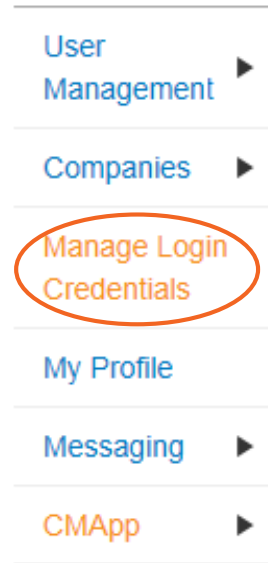 User
Management
Companies
Manage Login
Credentials
My Profile
Messaging
CMApp